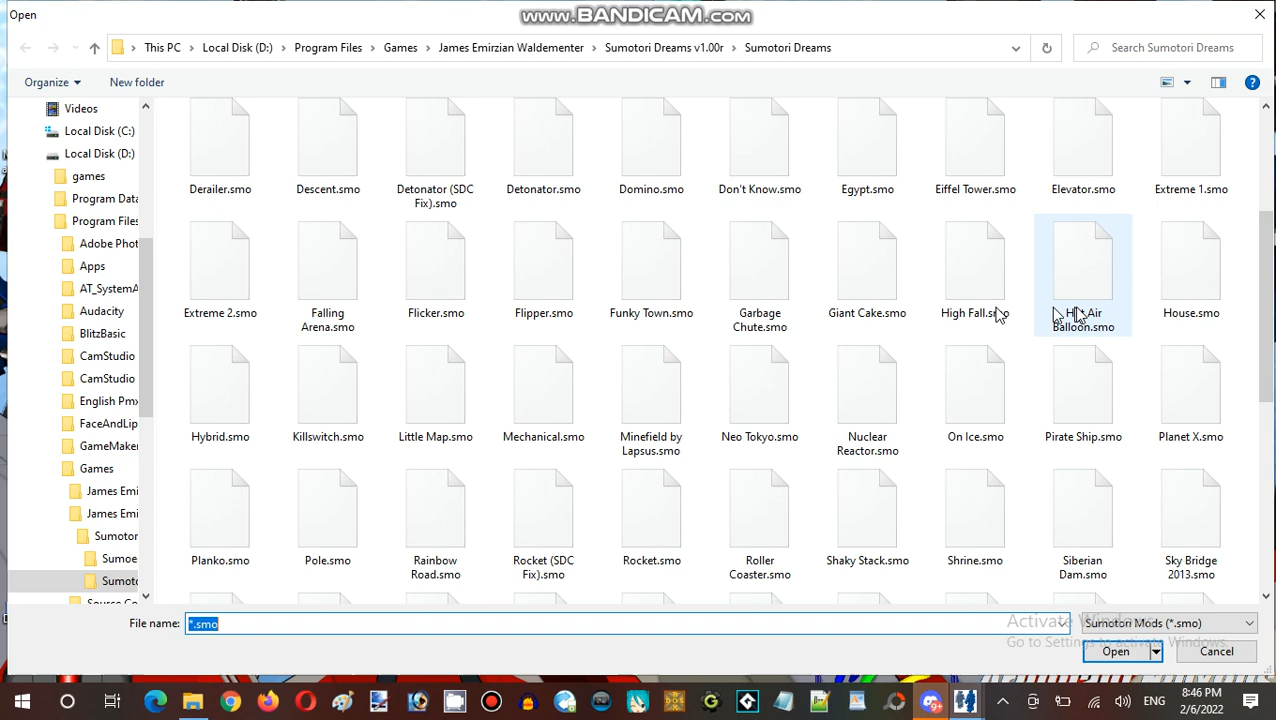 www.BANDICAM.com
Open
This PC > Local Disk (D:) > Program Files > Games > James Emirzian Waldementer > Sumotori Dreams v1.00r > Sumotori Dreams
Search Sumotori Dreams
Organize
New folder
Videos
Local Disk (C:)
Local Disk (D:)
games
Program Data
Program Files
Adobe Phot
Apps
AT_SystemA
Audacity
BlitzBasic
CamStudio
CamStudio
English Pmx
FaceAndLip
GameMaker
Games
James Emi
James Emi
Sumotor
Sumoe
Sumoto
Source Co
Derailer.smo
Descent.smo
Detonator (SDC
Fix).smo
Detonator.smo
Domino.smo
Don't Know.smo
Egypt.smo
Eiffel Tower.smo
Elevator.smo
Extreme 1.smo
Extreme 2.smo
Falling
Arena.smo
Flicker.smo
Flipper.smo
Funky Town.smo
Garbage
Chute.smo
Giant Cake.smo
High Fall.smo
Hot Air
Balloon.smo
House.smo
Hybrid.smo
Killswitch.smo
Little Map.smo
Mechanical.smo
Minefield by
Lapsus.smo
Neo Tokyo.smo
Nuclear
Reactor.smo
On Ice.smo
Pirate Ship.smo
Planet X.smo
Planko.smo
Pole.smo
Rainbow
Road.smo
Rocket (SDC
Fix).smo
Rocket.smo
Roller
Coaster.smo
Shaky Stack.smo
Shrine.smo
Siberian
Dam.smo
Sky Bridge
2013.smo
File name:
*.smo
Sumotori Mods (*.smo)
Activate Windows
Go to Settings to activate Windows.
Open
Cancel
9+
ENG
8:46 PM
2/6/2022